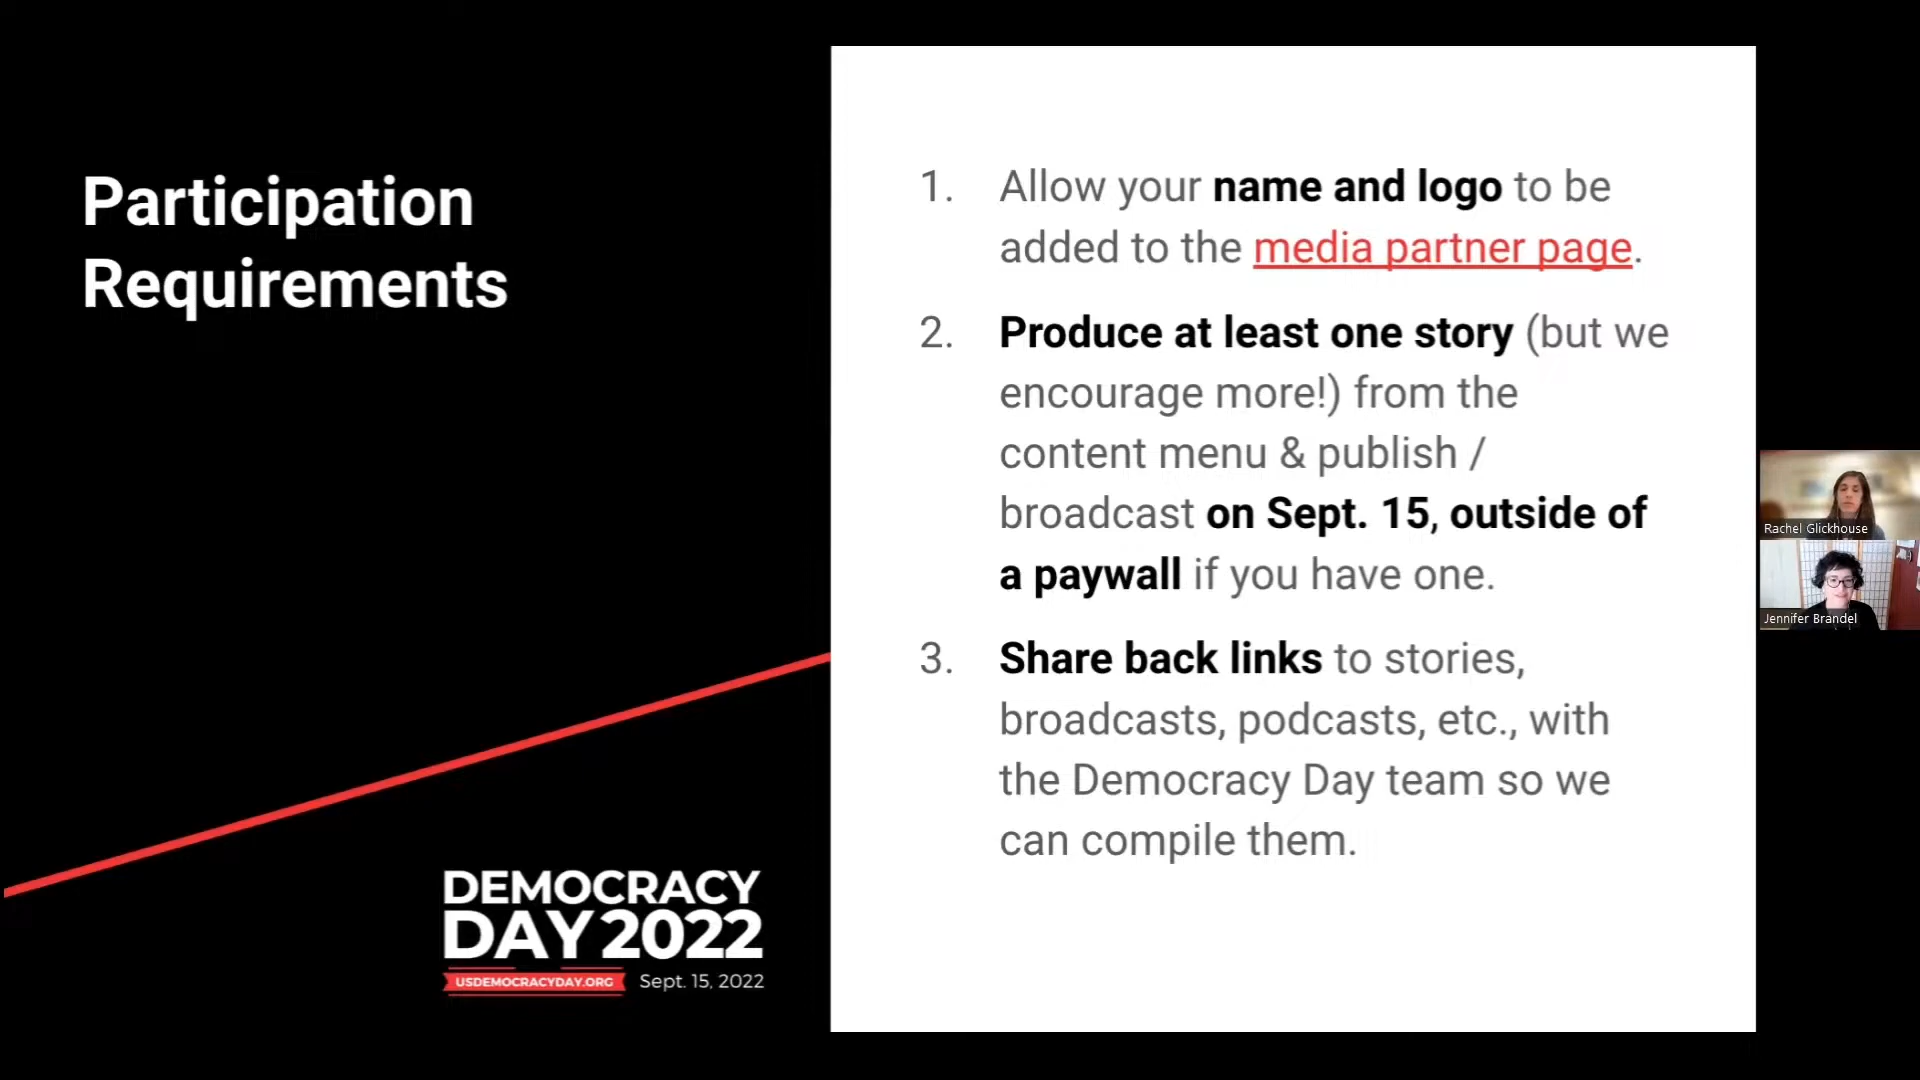 Participation
Requirements
1. Allow your name and logo to be
added to the media partner page.
2. Produce at least one story (but we
encourage more!) from the
content menu & publish /
broadcast on Sept. 15, outside of
a paywall if you have one.
3. Share back links to stories,
broadcasts, podcasts, etc., with
the Democracy Day team so we
can compile them.
DEMOCRACY
DAY 2022
USDEMOCRACYDAY.ORG Sept. 15, 2022
Rachel Glickhouse
Jennifer Brandel